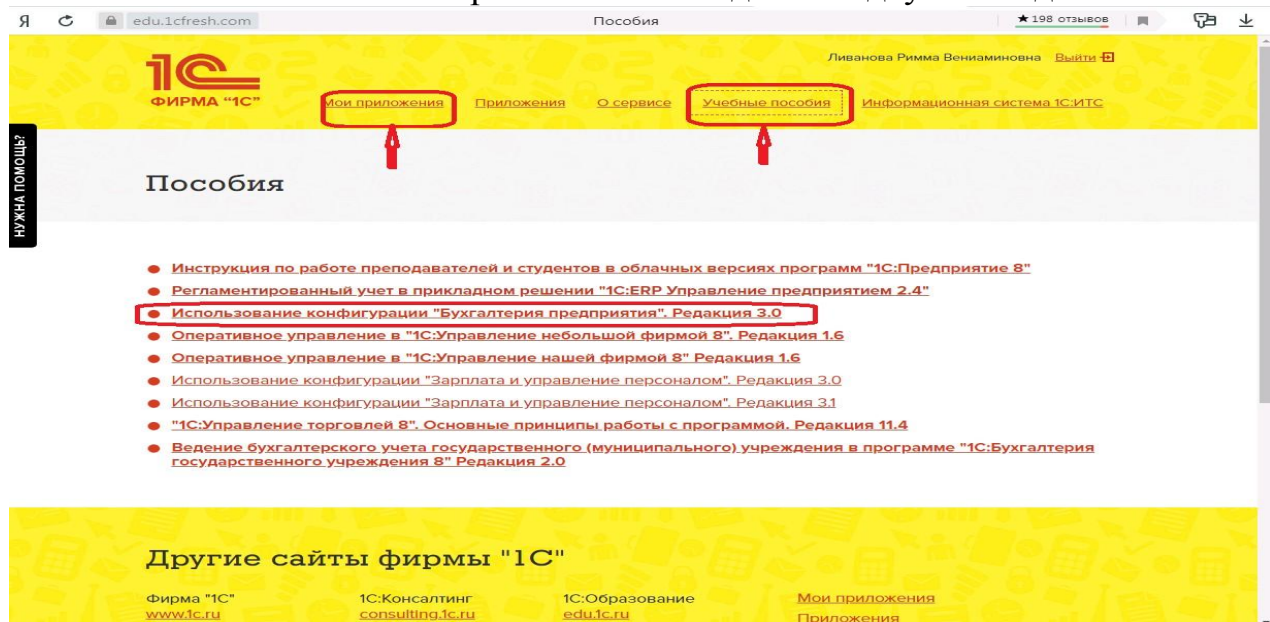 Я
edu.1cfresh.com
Пособия
★198 отзывов
Ливанова Римма Вениаминовна Выйти
1С
ФИРМА "1С"
Мои приложения Приложения О сервисе Учебные пособия Информационная система 1С:ИТС
НУЖНА ПОМОЩЬ?
Пособия
Инструкция по работе преподавателей и студентов в облачных версиях программ "1С:Предприятие 8"
Регламентированный учет в прикладном решении "1С:ERP Управление предприятием 2.4"
Использование конфигурации "Бухгалтерия предприятия". Редакция 3.0
Оперативное управление в "1С:Управление небольшой фирмой 8". Редакция 1.6
Оперативное управление в "1С:Управление нашей фирмой 8" Редакция 1.6
Использование конфигурации "Зарплата и управление персоналом". Редакция 3.0
Использование конфигурации "Зарплата и управление персоналом". Редакция 3.1
"1С:Управление торговлей 8". Основные принципы работы с программой. Редакция 11.4
Ведение бухгалтерского учета государственного (муниципального) учреждения в программе "1С:Бухгалтерия
государственного учреждения 8" Редакция 2.0
Другие сайты фирмы "1С"
Фирма "1С" 1С:Консалтинг 1С:Образование Мои приложения
www.1c.ru consulting.1c.ru edu.1c.ru Приложения